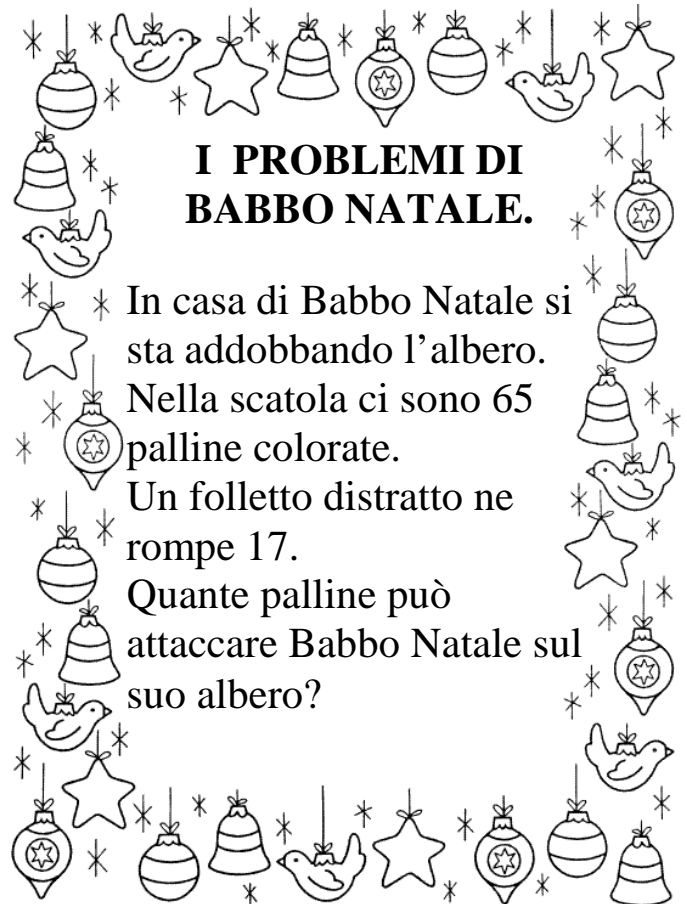 I PROBLEMI DI
BABBO NATALE.
In casa di Babbo Natale si
sta addobbando l’albero.
Nella scatola ci sono 65
palline colorate.
Un folletto distratto ne
rompe 17.
Quante palline può
attaccare Babbo Natale sul
suo albero?